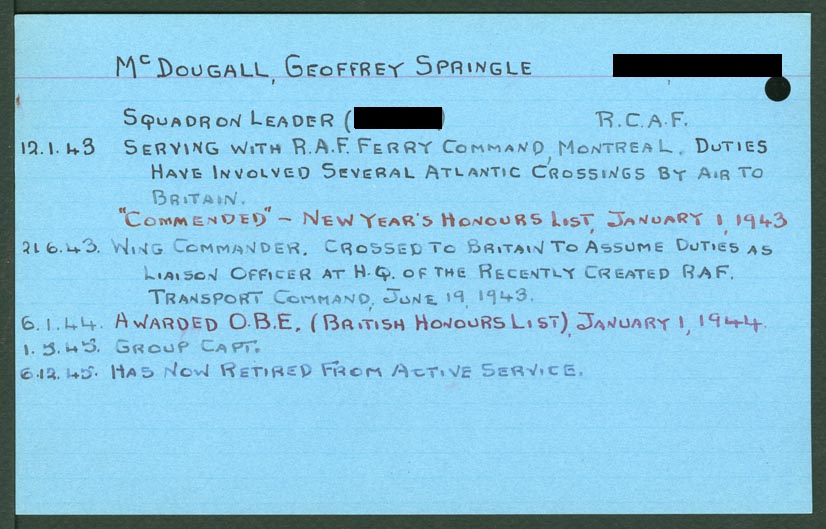 McDOUGALL, GEOFFREY SPRINGLE
SQUADRON LEADER ( ) R.C.A.F.
12.1.43 SERVING WITH R.A.F. FERRY COMMAND, MONTREAL. DUTIES
HAVE INVOLVED SEVERAL ATLANTIC CROSSINGS BY AIR TO
BRITAIN.
"COMMENDED" - NEW YEAR'S HONOURS LIST, JANUARY 1, 1943
21.6.43. WING COMMANDER. CROSSED TO BRITAIN TO ASSUME DUTIES AS
LIAISON OFFICER AT H.Q. OF THE RECENTLY CREATED R.A.F.
TRANSPORT COMMAND, JUNE 19, 1943.
6.1.44. AWARDED O.B.E. (BRITISH HONOURS LIST), JANUARY 1, 1944.
GROUP CAPT.
6.12.45. HAS NOW RETIRED FROM ACTIVE SERVICE.